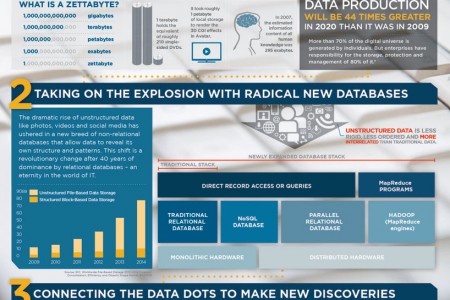 WHAT IS A ZETTABYTE?
1,000,000,000,000 gigabytes
1,000,000,000 terabytes
1,000,000 petabytes
1,000 exabytes
1 zettabyte
1 terabyte
holds the
equivalent of
roughly
210 single-
sided DVDs.
It took roughly
1 petabyte
of local storage
to render the
3D CGI effects
in Avatar.
In 2007,
the estimated
information
content of all
human
knowledge was
295 exabytes.
DATA PRODUCTION
WILL BE 44 TIMES GREATER
IN 2020 THAN IT WAS IN 2009
More than 70% of the digital universe is
generated by individuals. But enterprises have
responsibility for the storage, protection and
management of 80% of it.
2 TAKING ON THE EXPLOSION WITH RADICAL NEW DATABASES
The dramatic rise of unstructured data
like photos, videos and social media has
ushered in a new breed of non-relational
databases that allow data to reveal its
own structure and patterns. This shift is a
revolutionary change after 40 years of
dominance by relational databases – an
eternity in the world of IT.
UNSTRUCTURED DATA IS LESS
RIGID, LESS ORDERED AND MORE
INTERRELATED THAN TRADITIONAL DATA.
NEWLY EXPANDED DATABASE STACK
TRADITIONAL STACK
DIRECT RECORD ACCESS OR QUERIES
MapReduce
PROGRAMS
TRADITIONAL
RELATIONAL
DATABASE
NoSQL
DATABASE
PARALLEL
RELATIONAL
DATABASE
HADOOP
(MapReduce
engines)
MONOLITHIC HARDWARE
DISTRIBUTED HARDWARE
Unstructured File-Based Data Storage
Structured Block-Based Data Storage
80
70
60
50
40
30
20
10
0
2009
2010
2011
2012
2013
2014
3 CONNECTING THE DATA DOTS TO MAKE NEW DISCOVERIES